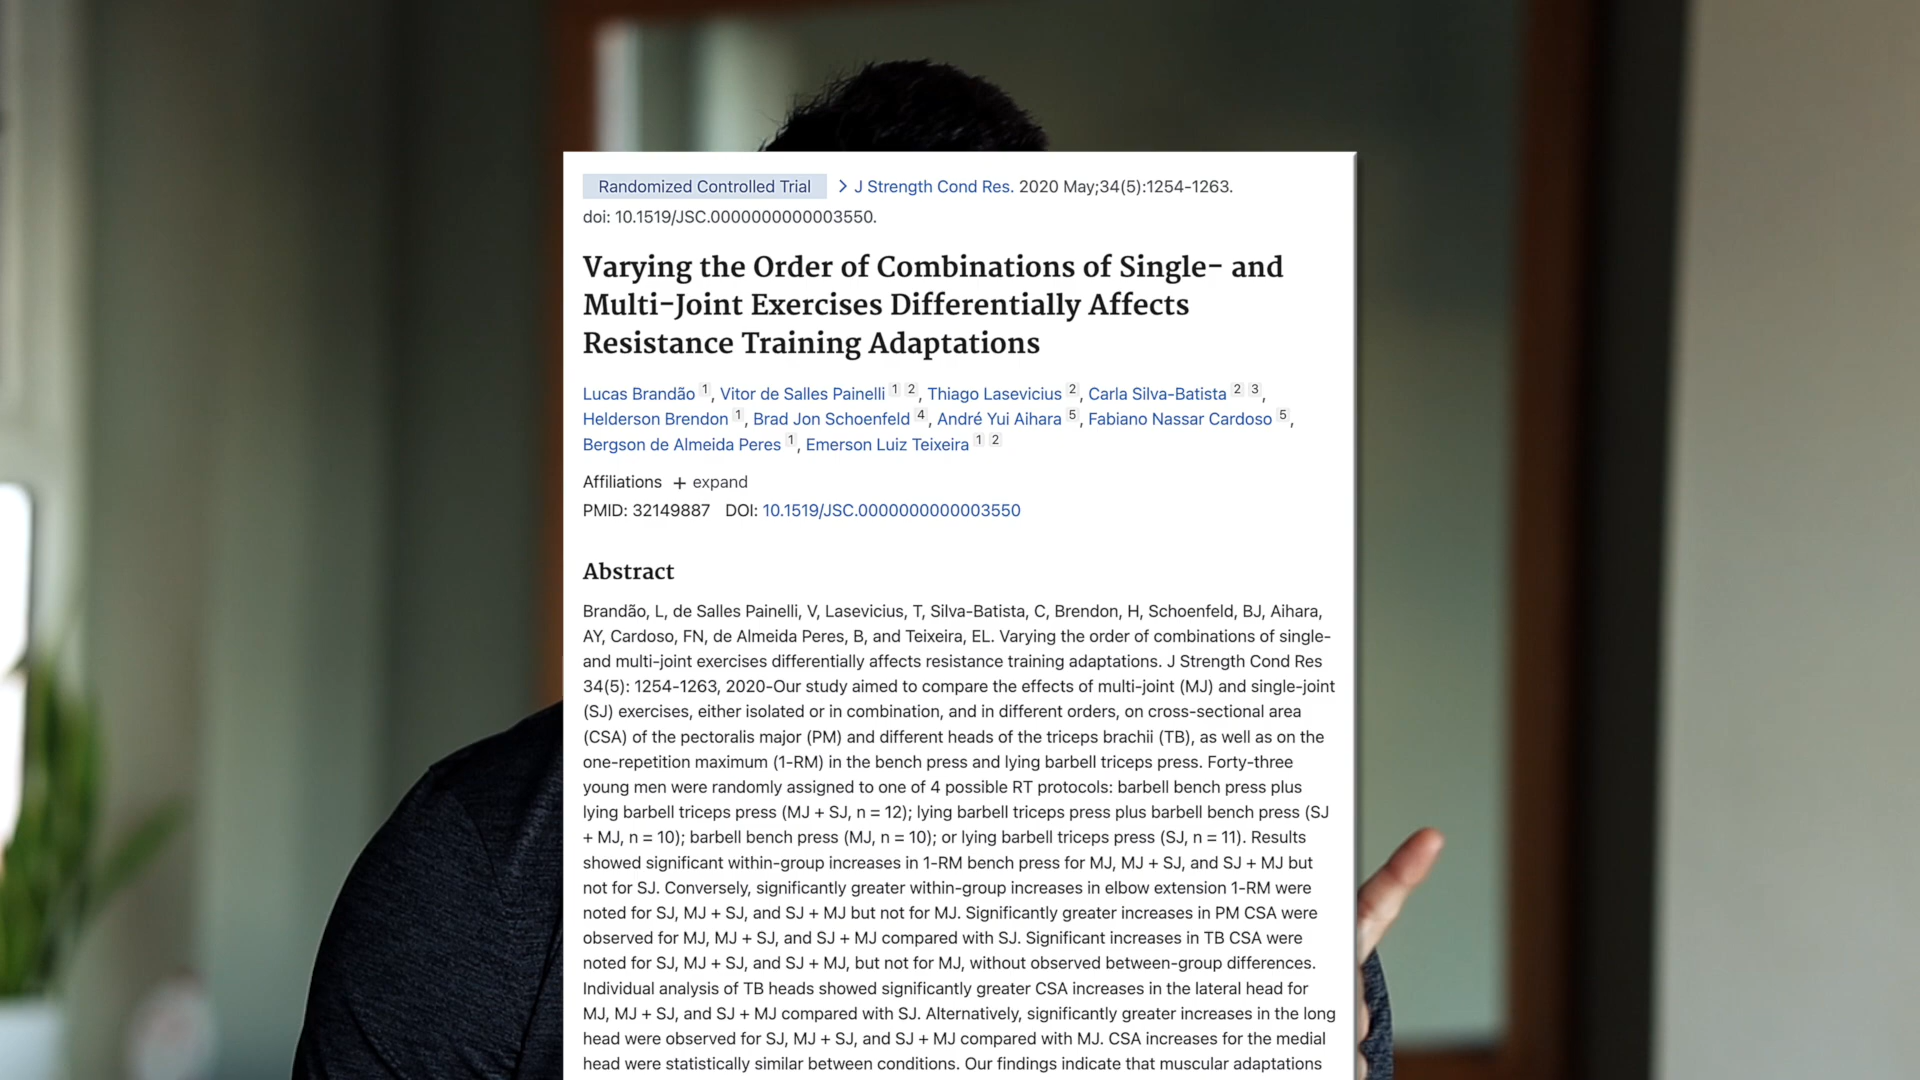 Randomized Controlled Trial > J Strength Cond Res. 2020 May;34(5):1254-1263.
doi: 10.1519/JSC.0000000000003550.
Varying the Order of Combinations of Single- and
Multi-Joint Exercises Differentially Affects
Resistance Training Adaptations
Lucas Brandão 1, Vitor de Salles Painelli 1 2, Thiago Lasevicius 2, Carla Silva-Batista 2 3,
Helderson Brendon 1, Brad Jon Schoenfeld 4, André Yui Aihara 5, Fabiano Nassar Cardoso 5,
Bergson de Almeida Peres 1, Emerson Luiz Teixeira 1 2
Affiliations + expand
PMID: 32149887 DOI: 10.1519/JSC.0000000000003550
Abstract
Brandão, L, de Salles Painelli, V, Lasevicius, T, Silva-Batista, C, Brendon, H, Schoenfeld, BJ, Aihara,
AY, Cardoso, FN, de Almeida Peres, B, and Teixeira, EL. Varying the order of combinations of single-
and multi-joint exercises differentially affects resistance training adaptations. J Strength Cond Res
34(5): 1254-1263, 2020-Our study aimed to compare the effects of multi-joint (MJ) and single-joint
(SJ) exercises, either isolated or in combination, and in different orders, on cross-sectional area
(CSA) of the pectoralis major (PM) and different heads of the triceps brachii (TB), as well as on the
one-repetition maximum (1-RM) in the bench press and lying barbell triceps press. Forty-three
young men were randomly assigned to one of 4 possible RT protocols: barbell bench press plus
lying barbell triceps press (MJ + SJ, n = 12); lying barbell triceps press plus barbell bench press (SJ
+ MJ, n = 10); barbell bench press (MJ, n = 10); or lying barbell triceps press (SJ, n = 11). Results
showed significant within-group increases in 1-RM bench press for MJ, MJ + SJ, and SJ + MJ but
not for SJ. Conversely, significantly greater within-group increases in elbow extension 1-RM were
noted for SJ, MJ + SJ, and SJ + MJ but not for MJ. Significantly greater increases in PM CSA were
observed for MJ, MJ + SJ, and SJ + MJ compared with SJ. Significant increases in TB CSA were
noted for SJ, MJ + SJ, and SJ + MJ, but not for MJ, without observed between-group differences.
Individual analysis of TB heads showed significantly greater CSA increases in the lateral head for
MJ, MJ + SJ, and SJ + MJ compared with SJ. Alternatively, significantly greater increases in the long
head were observed for SJ, MJ + SJ, and SJ + MJ compared with MJ. CSA increases for the medial
head were statistically similar between conditions. Our findings indicate that muscular adaptations